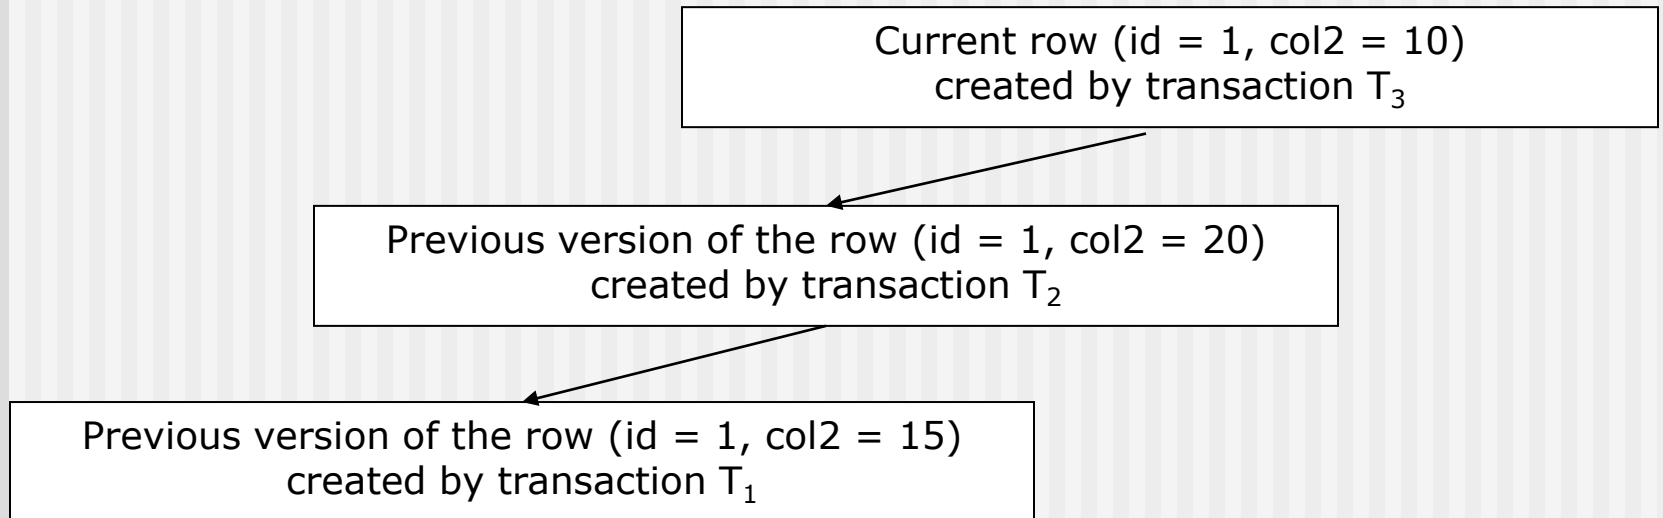 Current row (id = 1, col2 = 10)
created by transaction T₃
Previous version of the row (id = 1, col2 = 20)
created by transaction T₂
Previous version of the row (id = 1, col2 = 15)
created by transaction T₁